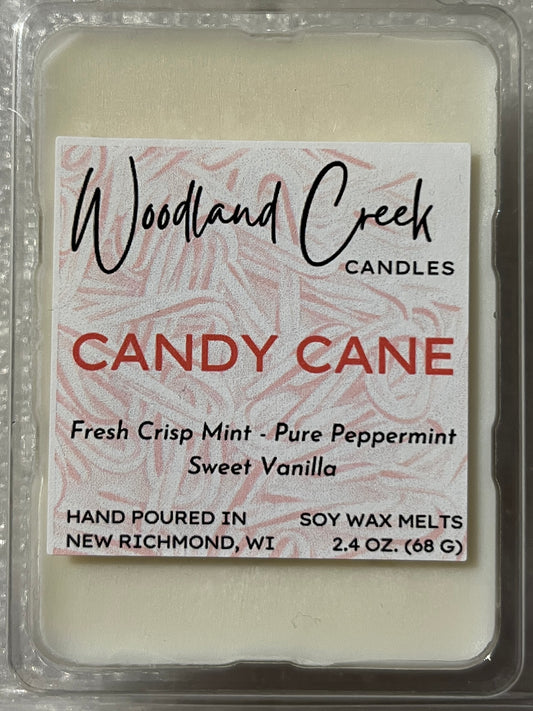 Woodland Creek
CANDLES
CANDY CANE
Fresh Crisp Mint - Pure Peppermint
Sweet Vanilla
HAND POURED IN
NEW RICHMOND, WI
SOY WAX MELTS
2.4 OZ. (68 G)